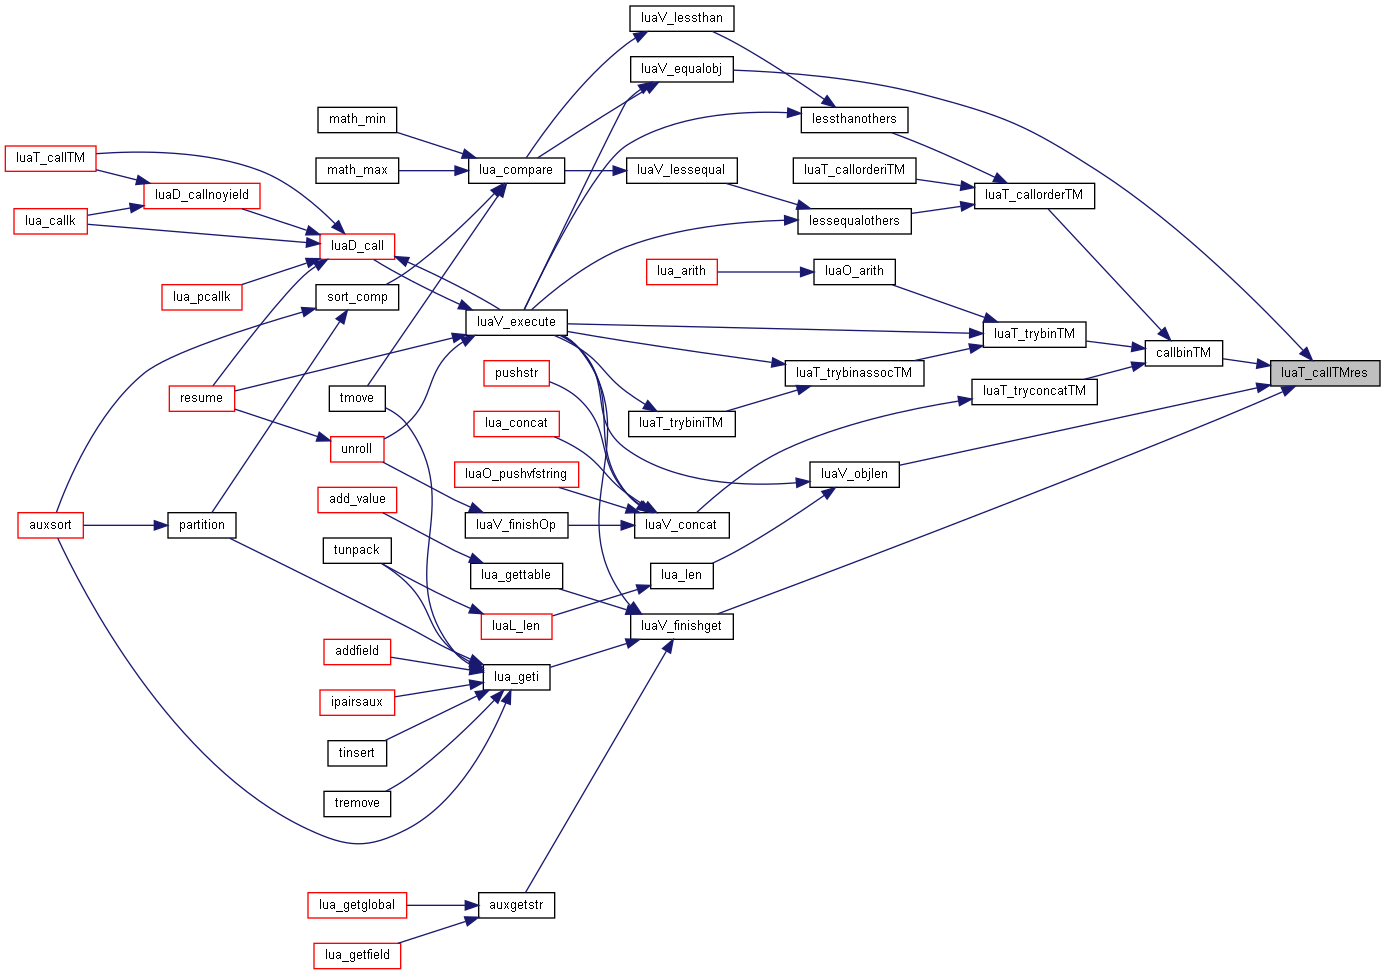 luaV_lessthan
luaV_equalobj
math_min
lessthanothers
luaT_callTM
math_max
lua_compare
luaV_lessequal
luaT_callorderiTM
luaD_callnoyield
luaT_callorderTM
lua_callk
lessequalothers
luaD_call
lua_arith
luaO_arith
lua_pcallk
sort_comp
luaV_execute
luaT_trybinTM
callbinTM
pushstr
luaT_trybinassocTM
luaT_callTMres
resume
tmove
luaT_tryconcatTM
lua_concat
luaT_trybiniTM
unroll
luaO_pushvfstring
luaV_objlen
add_value
auxsort
partition
luaV_finishOp
luaV_concat
tunpack
lua_gettable
lua_len
luaL_len
luaV_finishget
addfield
lua_geti
ipairsaux
tinsert
tremove
lua_getglobal
auxgetstr
lua_getfield